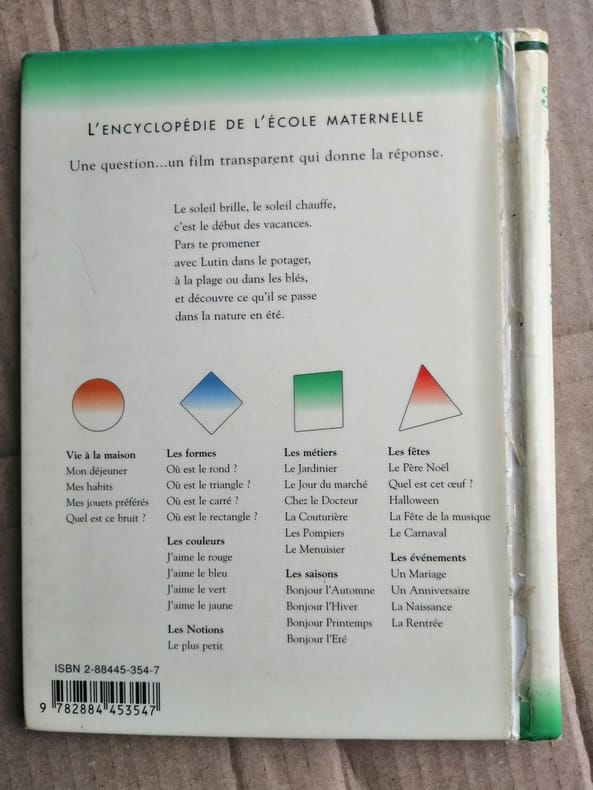 L'ENCYCLOPÉDIE DE L'ÉCOLE MATERNELLE
Une question...un film transparent qui donne la réponse.
Le soleil brille, le soleil chauffe,
c'est le début des vacances.
Pars te promener
avec Lutin dans le potager,
à la plage ou dans les blés,
et découvre ce qu'il se passe
dans la nature en été.
Vie à la maison
Mon déjeuner
Mes habits
Mes jouets préférés
Quel est ce bruit ?
Les formes
Où est le rond ?
Où est le triangle ?
Où est le carré ?
Où est le rectangle ?
Les couleurs
J'aime le rouge
J'aime le bleu
J'aime le vert
J'aime le jaune
Les Notions
Le plus petit
Les métiers
Le Jardinier
Le Jour du marché
Chez le Docteur
La Couturière
Les Pompiers
Le Menuisier
Les saisons
Bonjour l'Automne
Bonjour l'Hiver
Bonjour Printemps
Bonjour l'Eté
Les fêtes
Le Père Noël
Quel est cet œuf ?
Halloween
La Fête de la musique
Le Carnaval
Les événements
Un Mariage
Un Anniversaire
La Naissance
La Rentrée
ISBN 2-88445-354-7
9 782884 453547